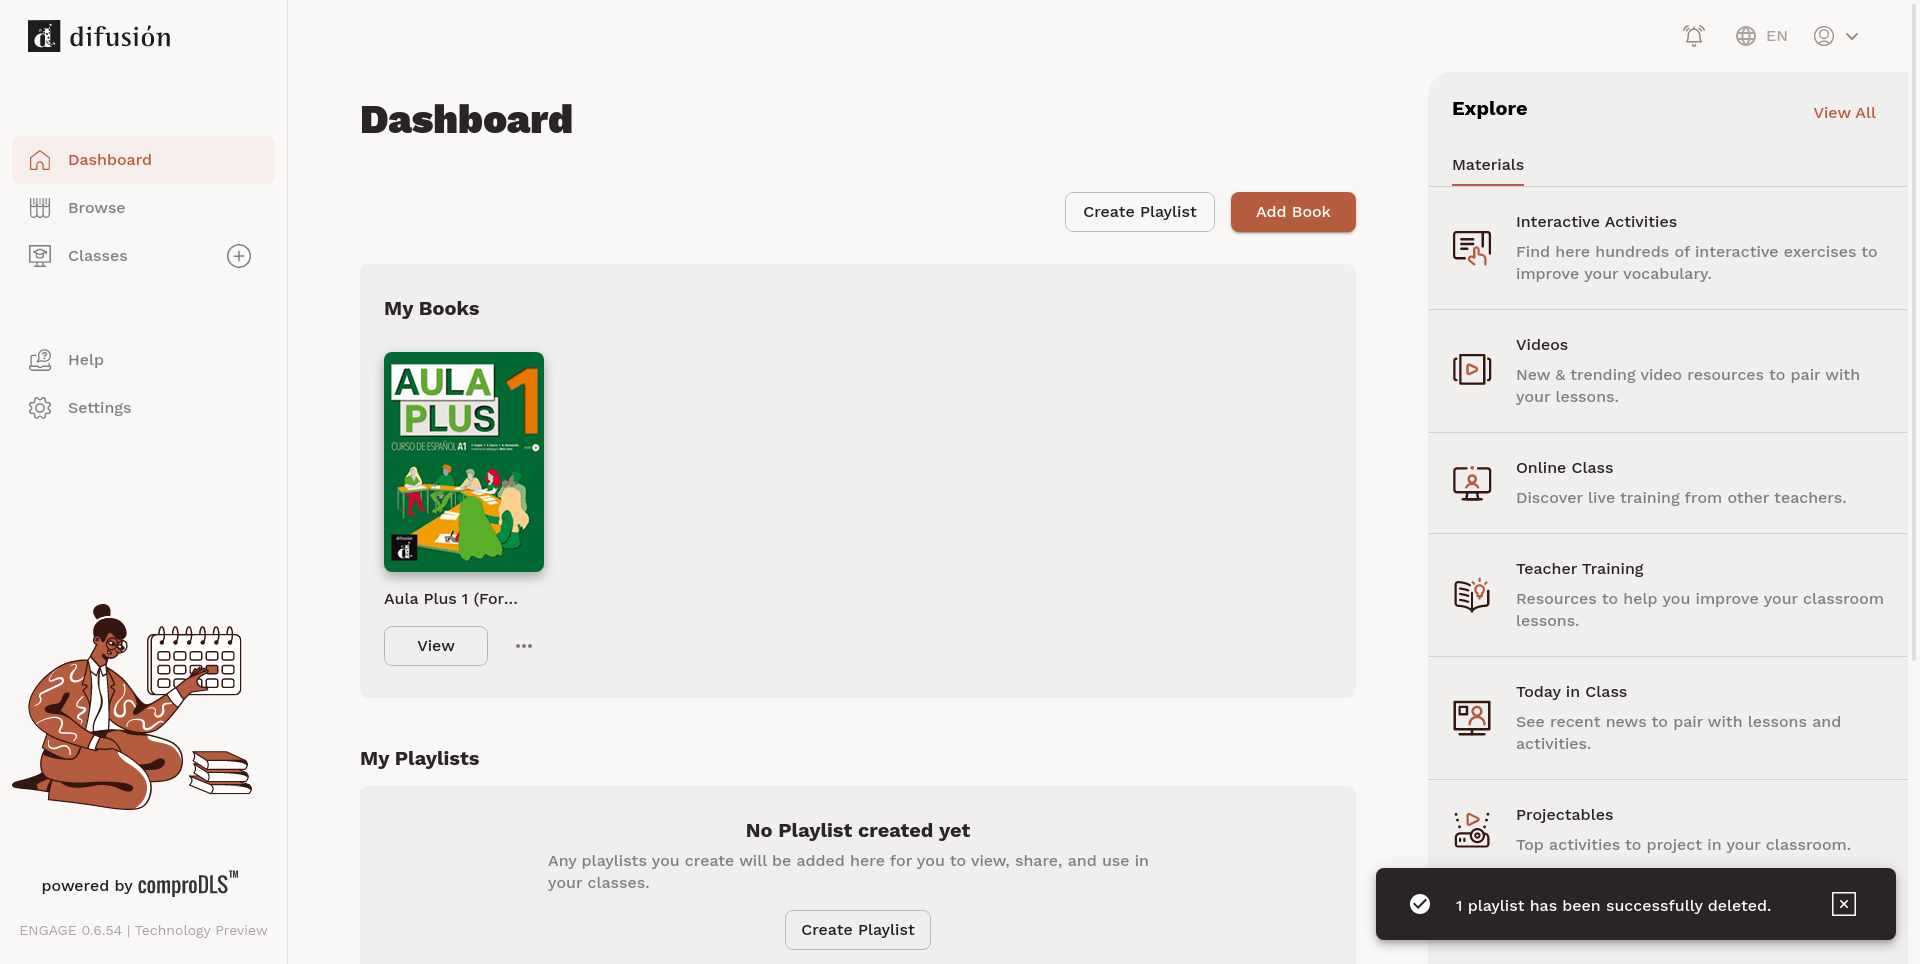 difusión
EN
Dashboard
Browse
Classes
Help
Settings
powered by comproDLS™
ENGAGE 0.6.54 | Technology Preview
Dashboard
Create Playlist
Add Book
My Books
AULA
PLUS 1
CURSO DE ESPAÑOL A1
difusión
Aula Plus 1 (For...
View
My Playlists
No Playlist created yet
Any playlists you create will be added here for you to view, share, and use in
your classes.
Create Playlist
Explore
View All
Materials
Interactive Activities
Find here hundreds of interactive exercises to
improve your vocabulary.
Videos
New & trending video resources to pair with
your lessons.
Online Class
Discover live training from other teachers.
Teacher Training
Resources to help you improve your classroom
lessons.
Today in Class
See recent news to pair with lessons and
activities.
Projectables
Top activities to project in your classroom.
1 playlist has been successfully deleted.